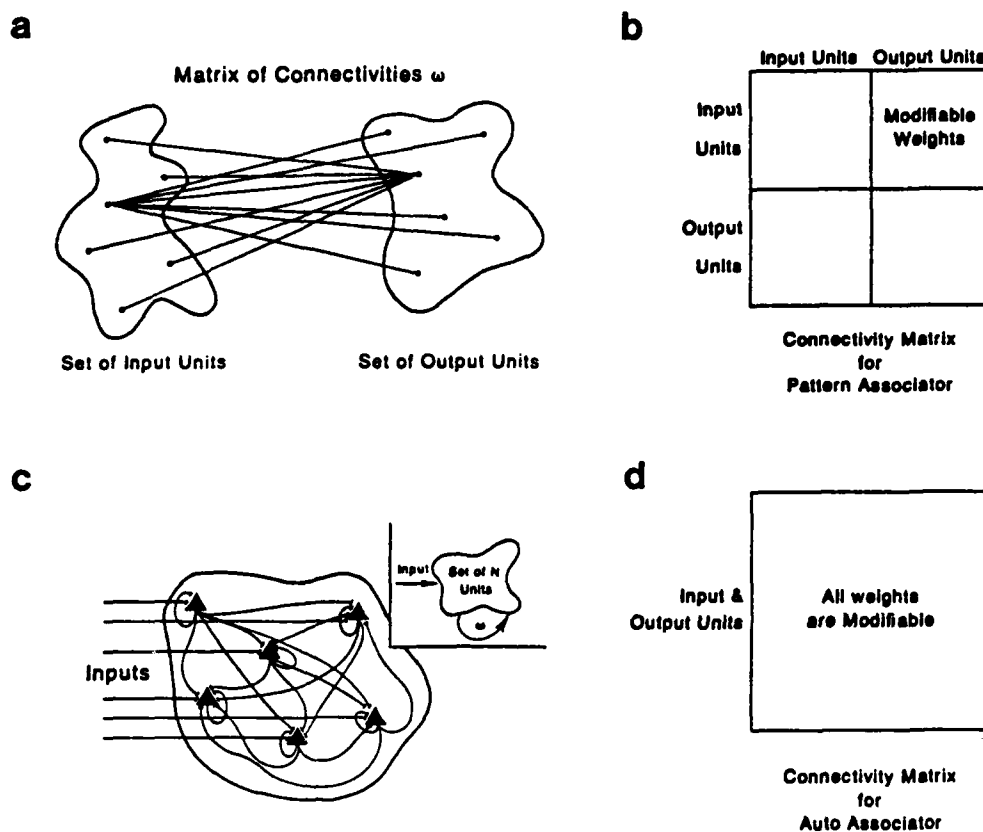 a
Matrix of Connectivities ω
Set of Input Units
Set of Output Units
b
Input Units Output Units
Input
Units
Modifiable
Weights
Output
Units
Connectivity Matrix
for
Pattern Associator
c
Inputs
Input
Set of N
Units
ω
d
Input &
Output Units
All weights
are Modifiable
Connectivity Matrix
for
Auto Associator